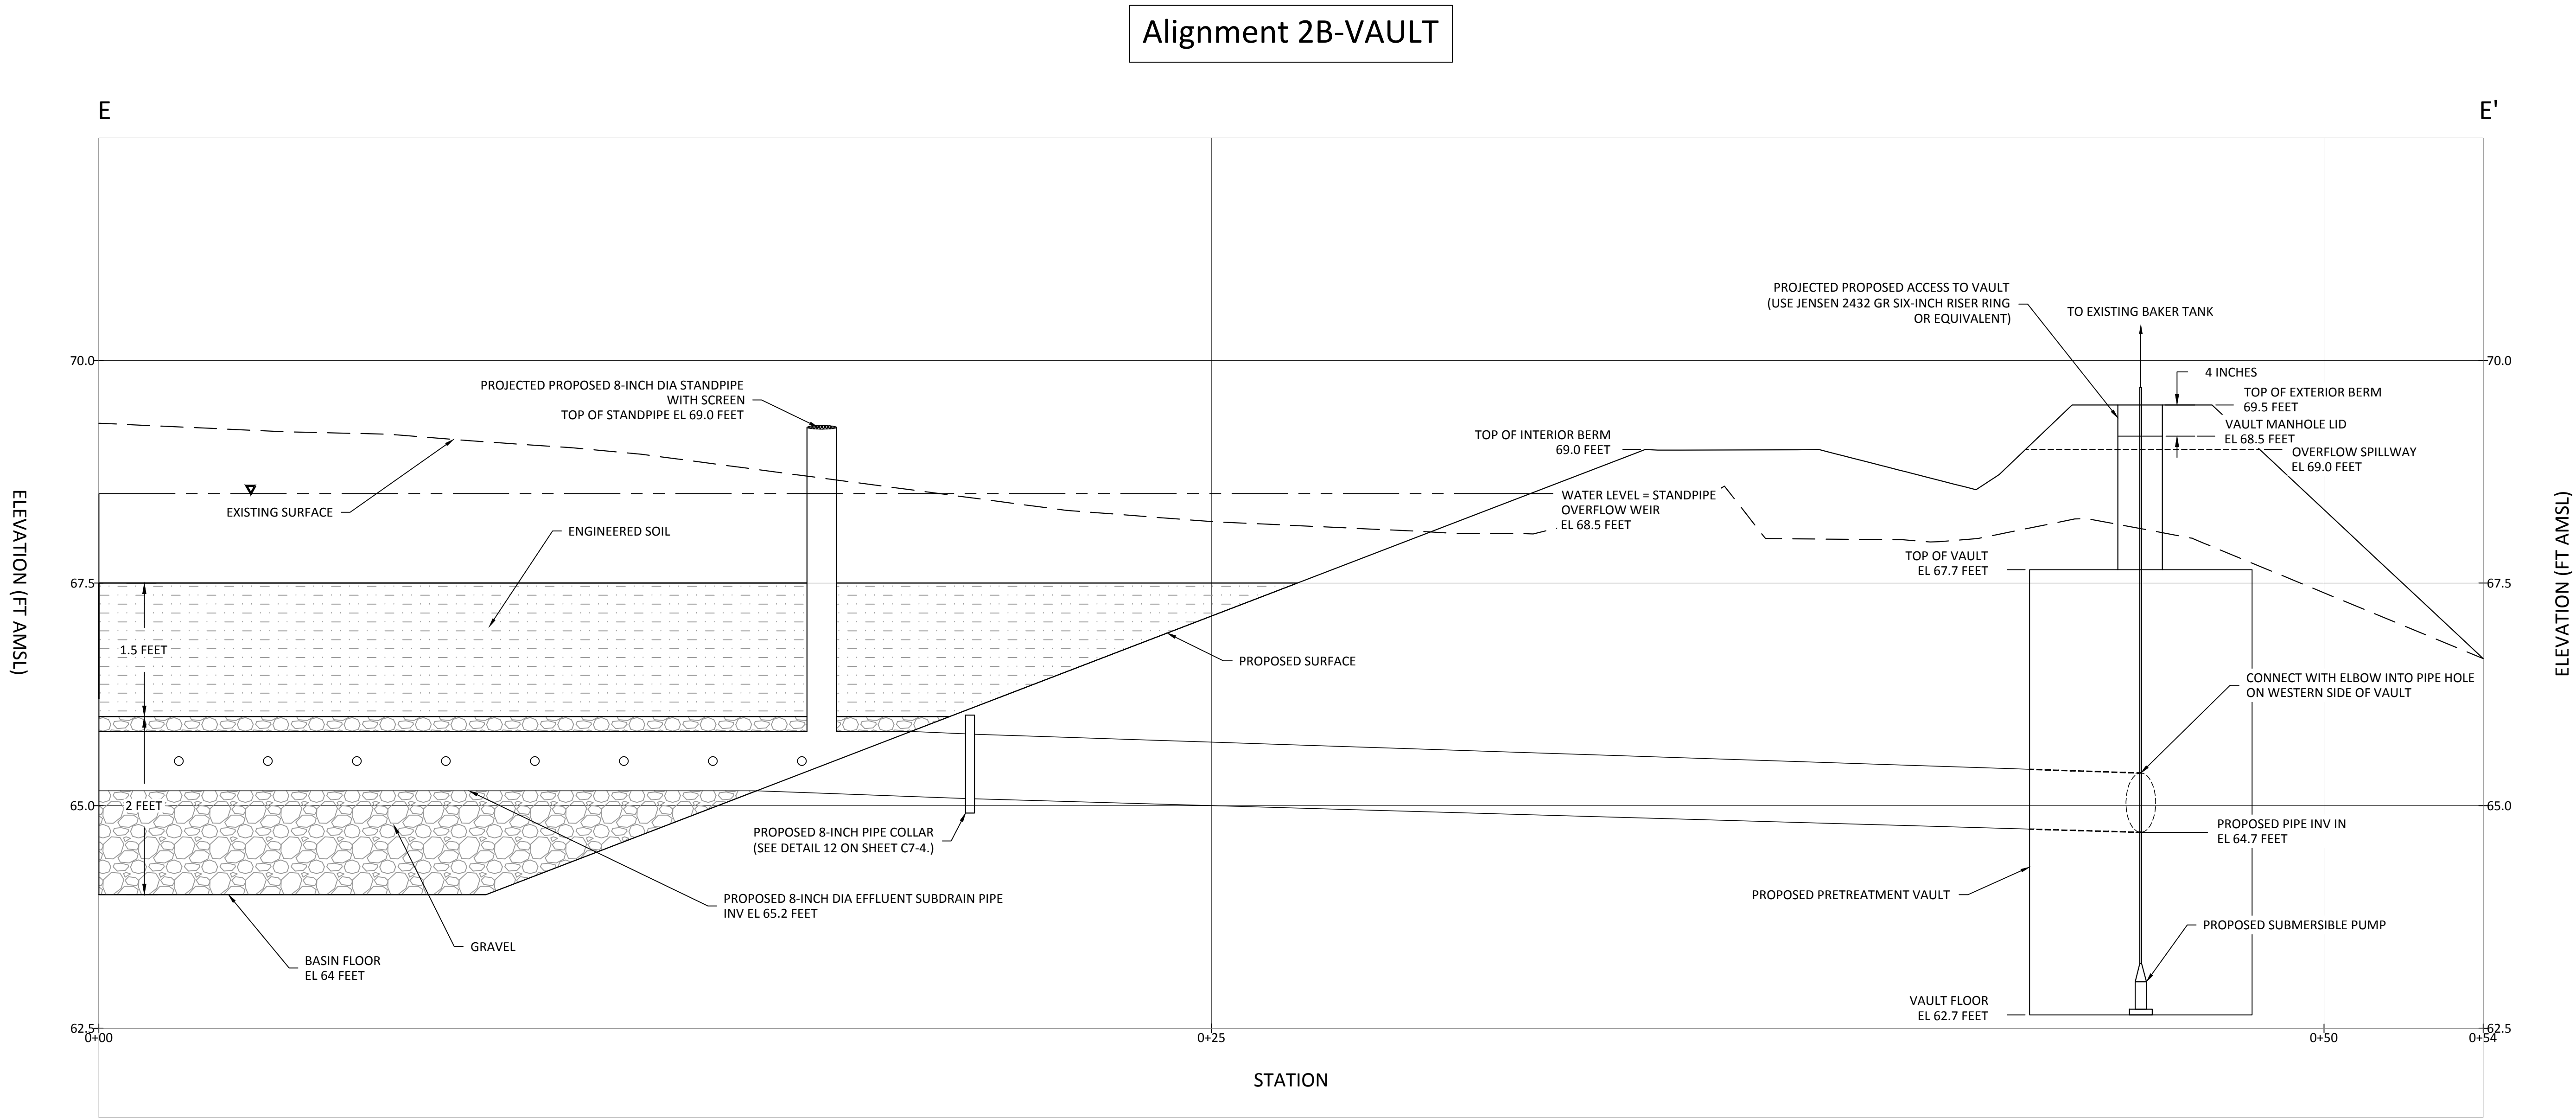 Alignment 2B-VAULT
E
E'
PROJECTED PROPOSED ACCESS TO VAULT
(USE JENSEN 2432 GR SIX-INCH RISER RING
OR EQUIVALENT)
TO EXISTING BAKER TANK
70.0
70.0
4 INCHES
PROJECTED PROPOSED 8-INCH DIA STANDPIPE
WITH SCREEN
TOP OF STANDPIPE EL 69.0 FEET
TOP OF EXTERIOR BERM
69.5 FEET
VAULT MANHOLE LID
EL 68.5 FEET
TOP OF INTERIOR BERM
69.0 FEET
OVERFLOW SPILLWAY
EL 69.0 FEET
WATER LEVEL = STANDPIPE
OVERFLOW WEIR
EL 68.5 FEET
EXISTING SURFACE
ENGINEERED SOIL
TOP OF VAULT
EL 67.7 FEET
67.5
67.5
ELEVATION (FT AMSL)
ELEVATION (FT AMSL)
1.5 FEET
PROPOSED SURFACE
CONNECT WITH ELBOW INTO PIPE HOLE
ON WESTERN SIDE OF VAULT
65.0
2 FEET
65.0
PROPOSED 8-INCH PIPE COLLAR
(SEE DETAIL 12 ON SHEET C7-4.)
PROPOSED PIPE INV IN
EL 64.7 FEET
PROPOSED PRETREATMENT VAULT
PROPOSED 8-INCH DIA EFFLUENT SUBDRAIN PIPE
INV EL 65.2 FEET
PROPOSED SUBMERSIBLE PUMP
GRAVEL
BASIN FLOOR
EL 64 FEET
VAULT FLOOR
EL 62.7 FEET
62.5
62.5
0+00
0+25
0+50
0+54
STATION